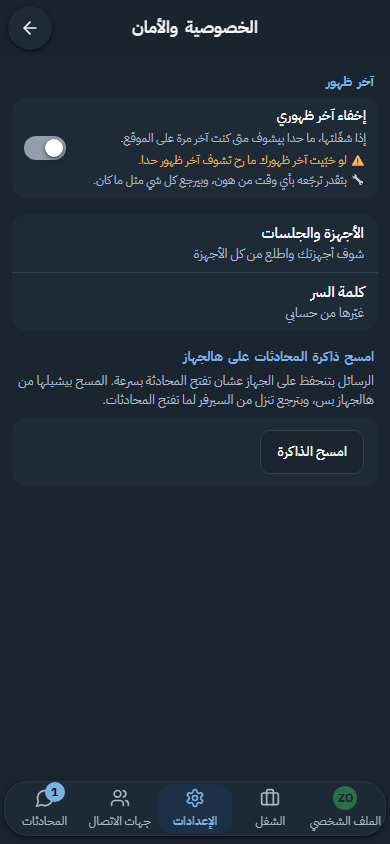 الخصوصية والأمان
آخر ظهور
إخفاء آخر ظهوري
إذا شغّلتها، ما حدا بيشوف متى كنت آخر مرة على الموقع.
⚠️ لو خبّيت آخر ظهورك ما رح تشوف آخر ظهور حدا.
🔧 بتقدر ترجّعه بأي وقت من هون، وبيرجع كل شي مثل ما كان.
الأجهزة والجلسات
شوف أجهزتك واطلع من كل الأجهزة
كلمة السر
غيّرها من حسابي
امسح ذاكرة المحادثات على هالجهاز
الرسائل بتنحفظ على الجهاز عشان تفتح المحادثة بسرعة. المسح بيشيلها من
هالجهاز بس، وبترجع تنزل من السيرفر لما تفتح المحادثات.
امسح الذاكرة
ZO
1
الملف الشخصي
الشغل
الإعدادات
جهات الاتصال
المحادثات